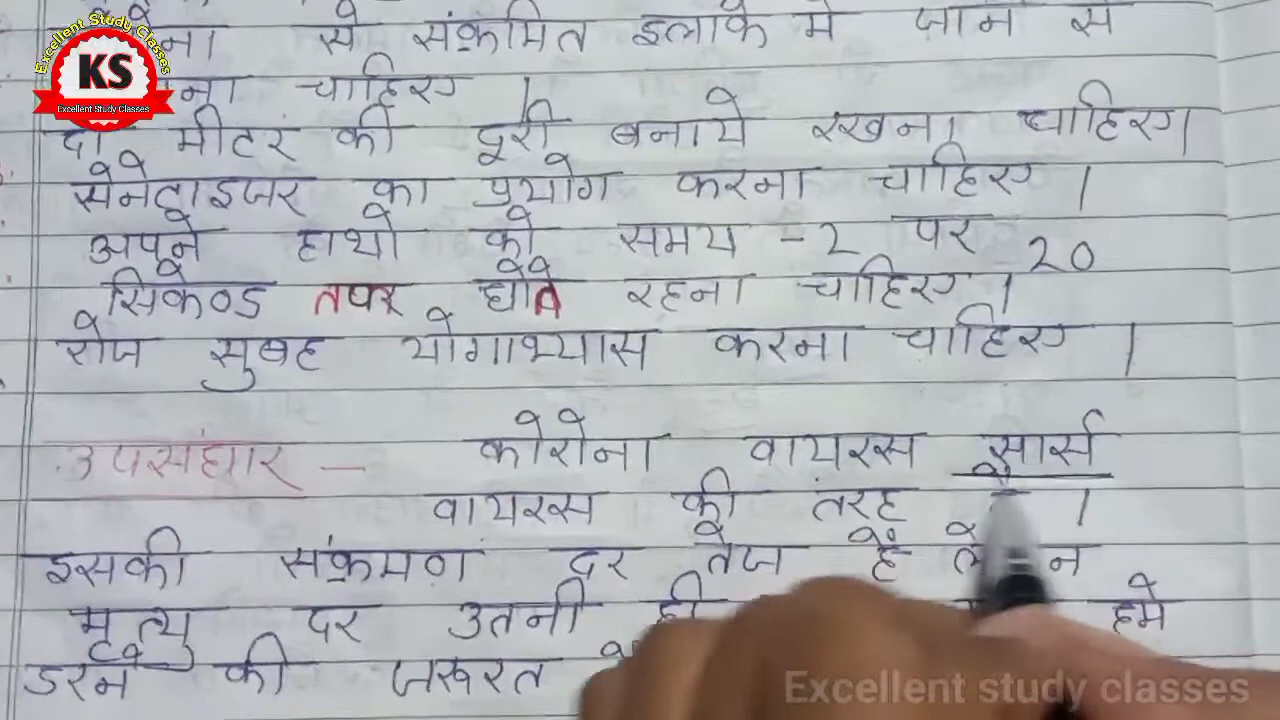 Excellent Study Classes
KS
Excellent Study Classes
से संक्रमित इलाके मे जाने से
चाहिए ।
दो मीटर की दूरी बनाये रखना चाहिए।
सेनेटाइजर का प्रयोग करना चाहिए ।
अपने हाथो को समय -2 पर 20
सिकेण्ड तपर धोते रहना चाहिए ।
रोज सुबह योगाभ्यास करना चाहिए ।
उपसंघार – कोरोना वायरस सार्स
वायरस की तरह है ।
इसकी संक्रमण दर तेज है
मृत्यु दर उतनी ही हमे
डरने की जरूरत
Excellent study classes